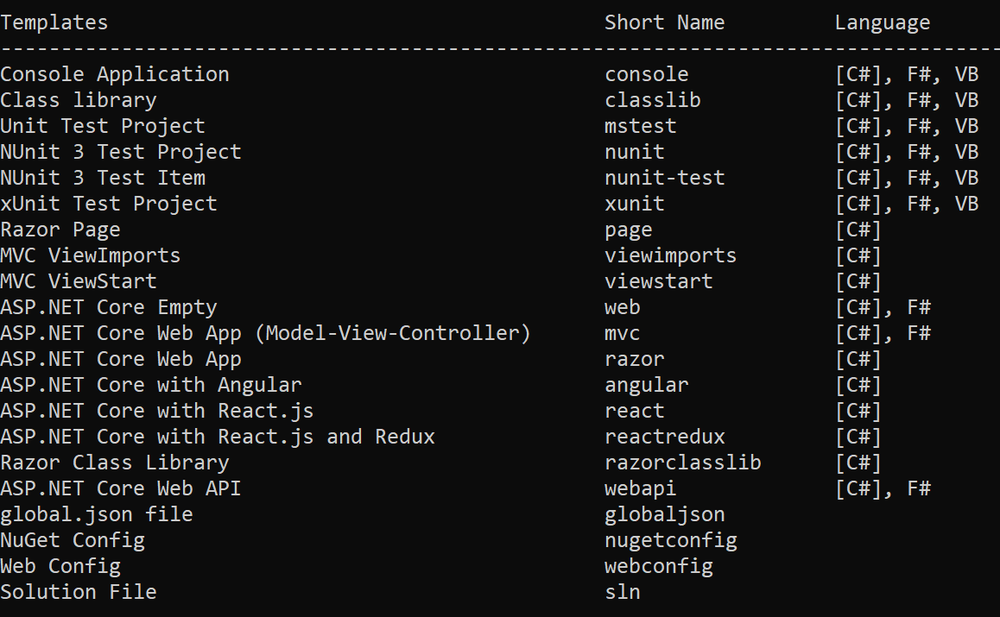 Templates Short Name Language
------------------------------------------------------------------------------------
Console Application console [C#], F#, VB
Class library classlib [C#], F#, VB
Unit Test Project mstest [C#], F#, VB
NUnit 3 Test Project nunit [C#], F#, VB
NUnit 3 Test Item nunit-test [C#], F#, VB
xUnit Test Project xunit [C#], F#, VB
Razor Page page [C#]
MVC ViewImports viewimports [C#]
MVC ViewStart viewstart [C#]
ASP.NET Core Empty web [C#], F#
ASP.NET Core Web App (Model-View-Controller) mvc [C#], F#
ASP.NET Core Web App razor [C#]
ASP.NET Core with Angular angular [C#]
ASP.NET Core with React.js react [C#]
ASP.NET Core with React.js and Redux reactredux [C#]
Razor Class Library razorclasslib [C#]
ASP.NET Core Web API webapi [C#], F#
global.json file globaljson
NuGet Config nugetconfig
Web Config webconfig
Solution File sln